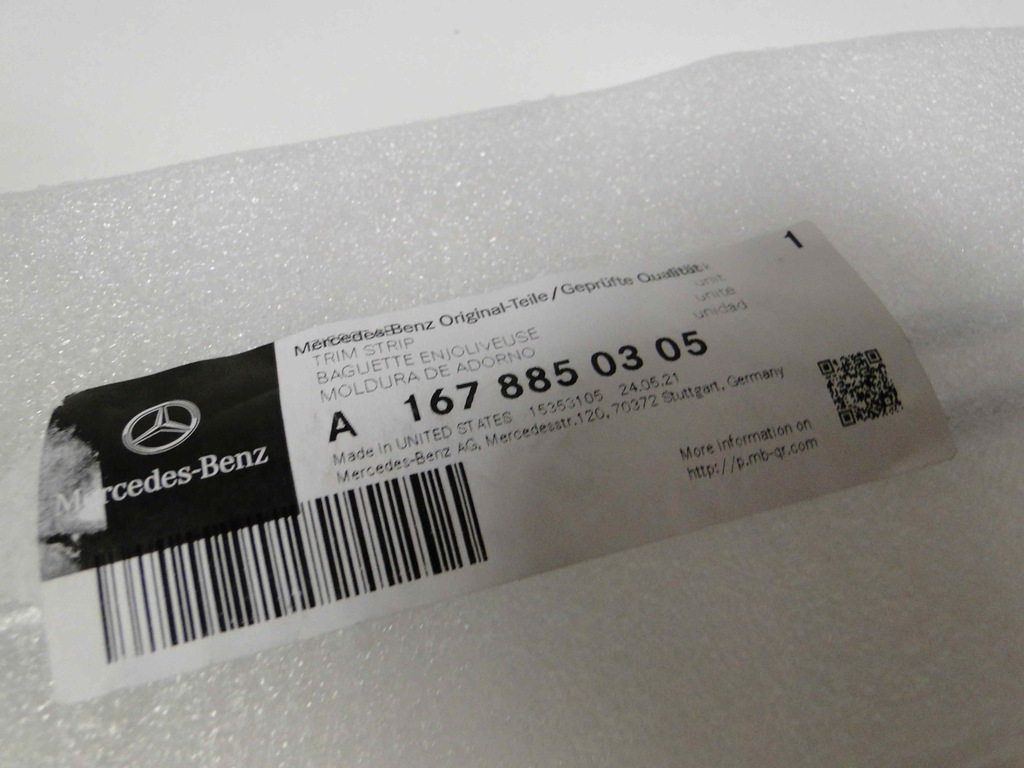 Mercedes-Benz
Mercedes-Benz Original-Teile / Geprüfte Qualität
1
TRIM STRIP
BAGUETTE ENJOLIVEUSE
MOLDURA DE ADORNO
unit
unité
unidad
A 167 885 03 05
Made in UNITED STATES 15353105 24.05.21
Mercedes-Benz AG, Mercedesstr.120, 70372 Stuttgart, Germany
More information on
http://p.mb-qr.com